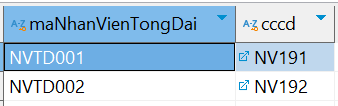 maNhanVienTongDai cccd
NVTD001 NV191
NVTD002 NV192